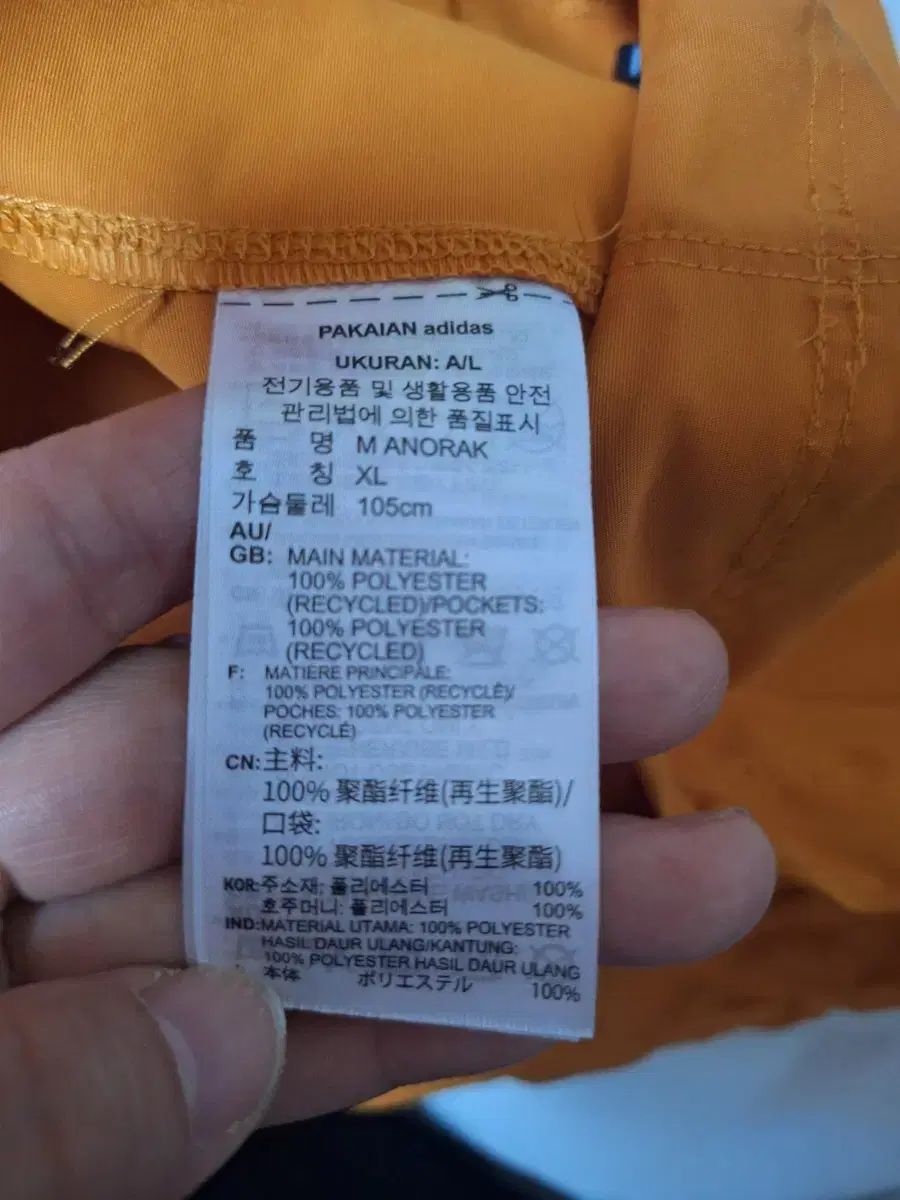 PAKAIAN adidas
UKURAN: A/L
전기용품 및 생활용품 안전
관리법에 의한 품질표시
품 명 M ANORAK
호 칭 XL
가슴둘레 105cm
AU/
GB: MAIN MATERIAL:
100% POLYESTER
(RECYCLED)/POCKETS:
100% POLYESTER
(RECYCLED)
F: MATIÈRE PRINCIPALE:
100% POLYESTER (RECYCLÉ)/
POCHES: 100% POLYESTER
(RECYCLÉ)
CN:主料:
100% 聚酯纤维(再生聚酯)/
口袋:
100% 聚酯纤维(再生聚酯)
KOR:주소재: 폴리에스터 100%
호주머니: 폴리에스터 100%
IND:MATERIAL UTAMA: 100% POLYESTER
HASIL DAUR ULANG/KANTUNG:
100% POLYESTER HASIL DAUR ULANG
本体 ポリエステル 100%